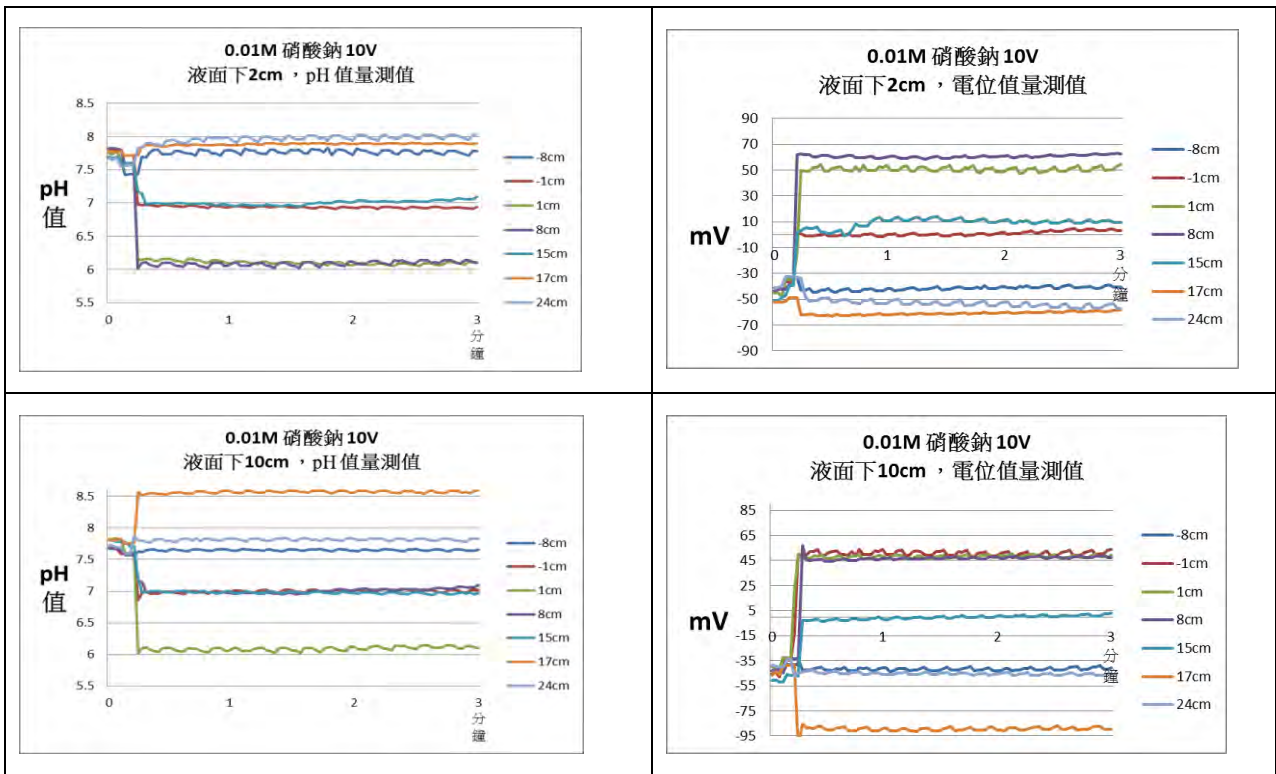 0.01M 硝酸鈉 10V
液面下2cm，pH 值量測值
8.5
8
7.5
7
6.5
6
5.5
pH
值
0
1
2
3
分
鐘
-8cm
-1cm
1cm
8cm
15cm
17cm
24cm
0.01M 硝酸鈉 10V
液面下2cm，電位值量測值
90
70
50
30
10
-10
-30
-50
-70
-90
mV
0
1
2
3
分
鐘
-8cm
-1cm
1cm
8cm
15cm
17cm
24cm
0.01M 硝酸鈉 10V
液面下10cm，pH 值量測值
8.5
8
7.5
7
6.5
6
5.5
pH
值
0
1
2
3
分
鐘
-8cm
-1cm
1cm
8cm
15cm
17cm
24cm
0.01M 硝酸鈉 10V
液面下10cm，電位值量測值
85
65
45
25
5
-15
-35
-55
-75
-95
mV
0
1
2
3
分
鐘
-8cm
-1cm
1cm
8cm
15cm
17cm
24cm